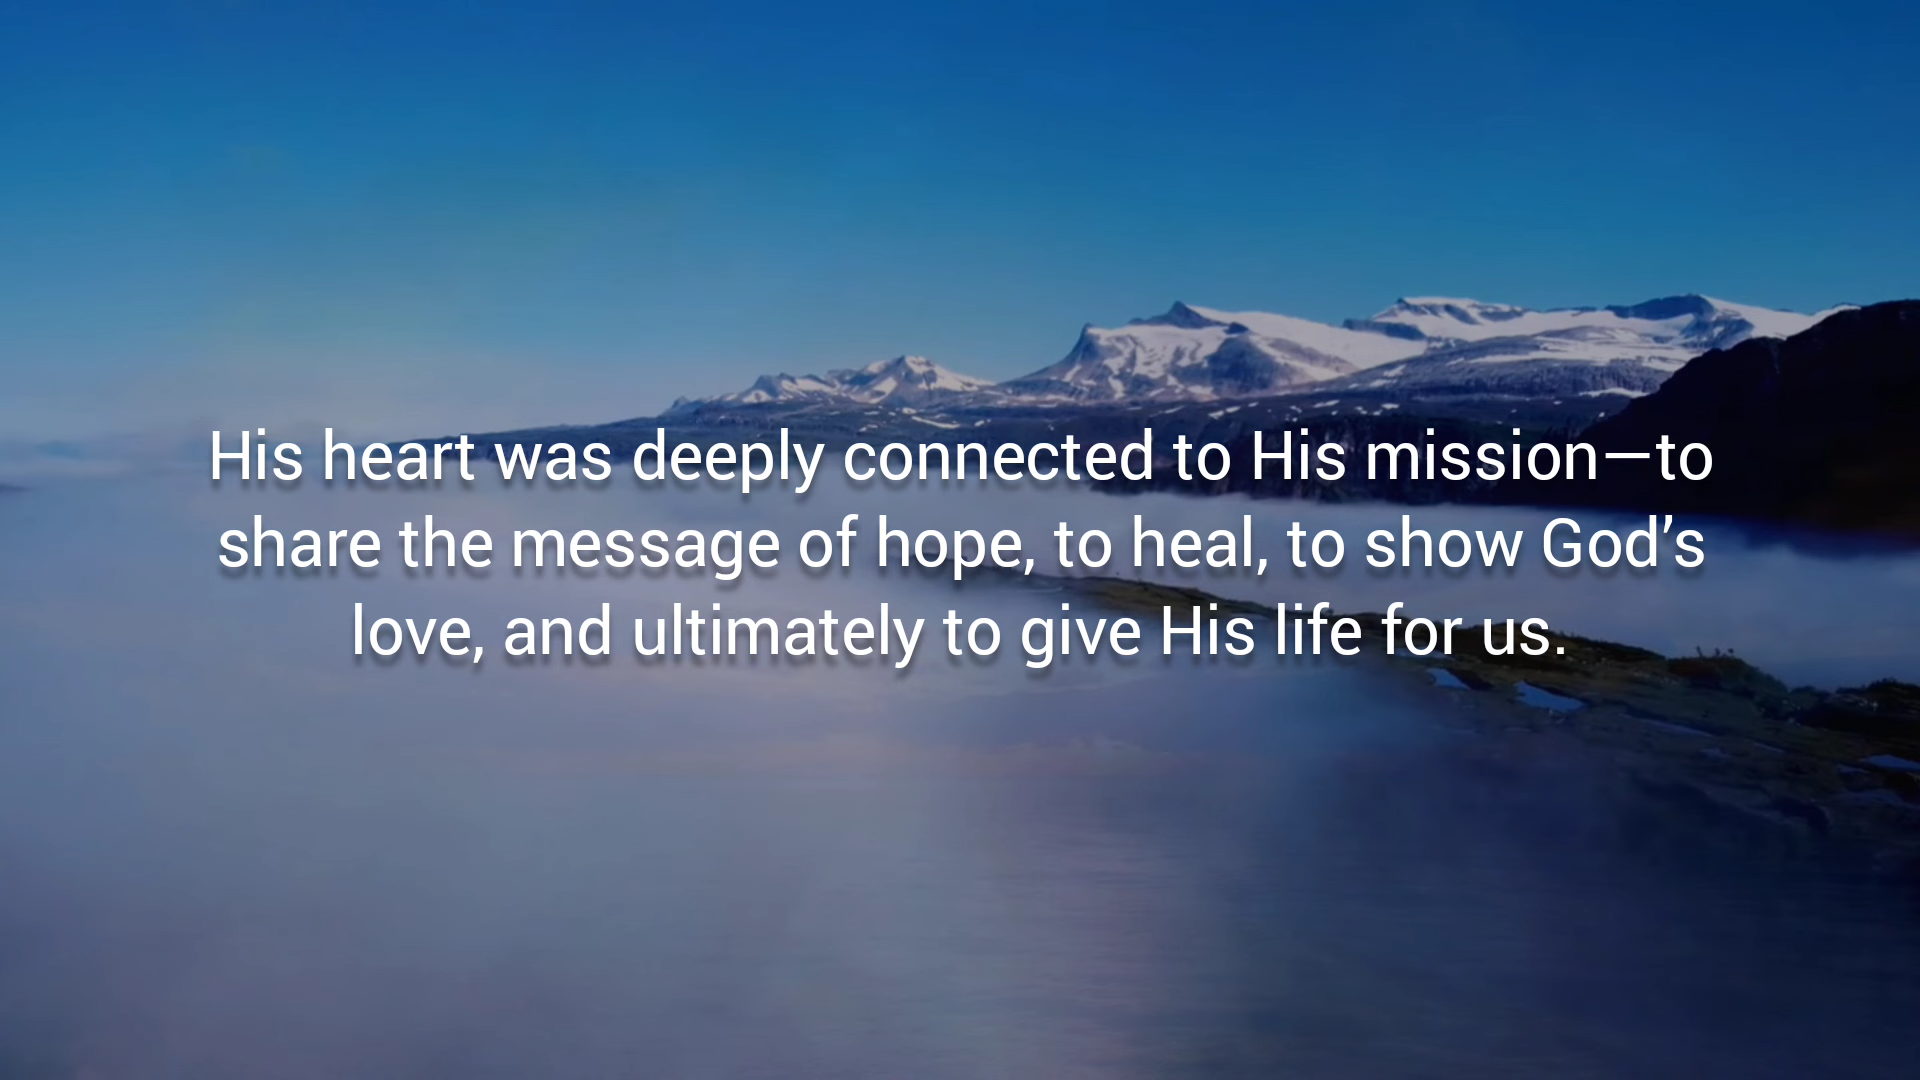 His heart was deeply connected to His mission—to
share the message of hope, to heal, to show God’s
love, and ultimately to give His life for us.